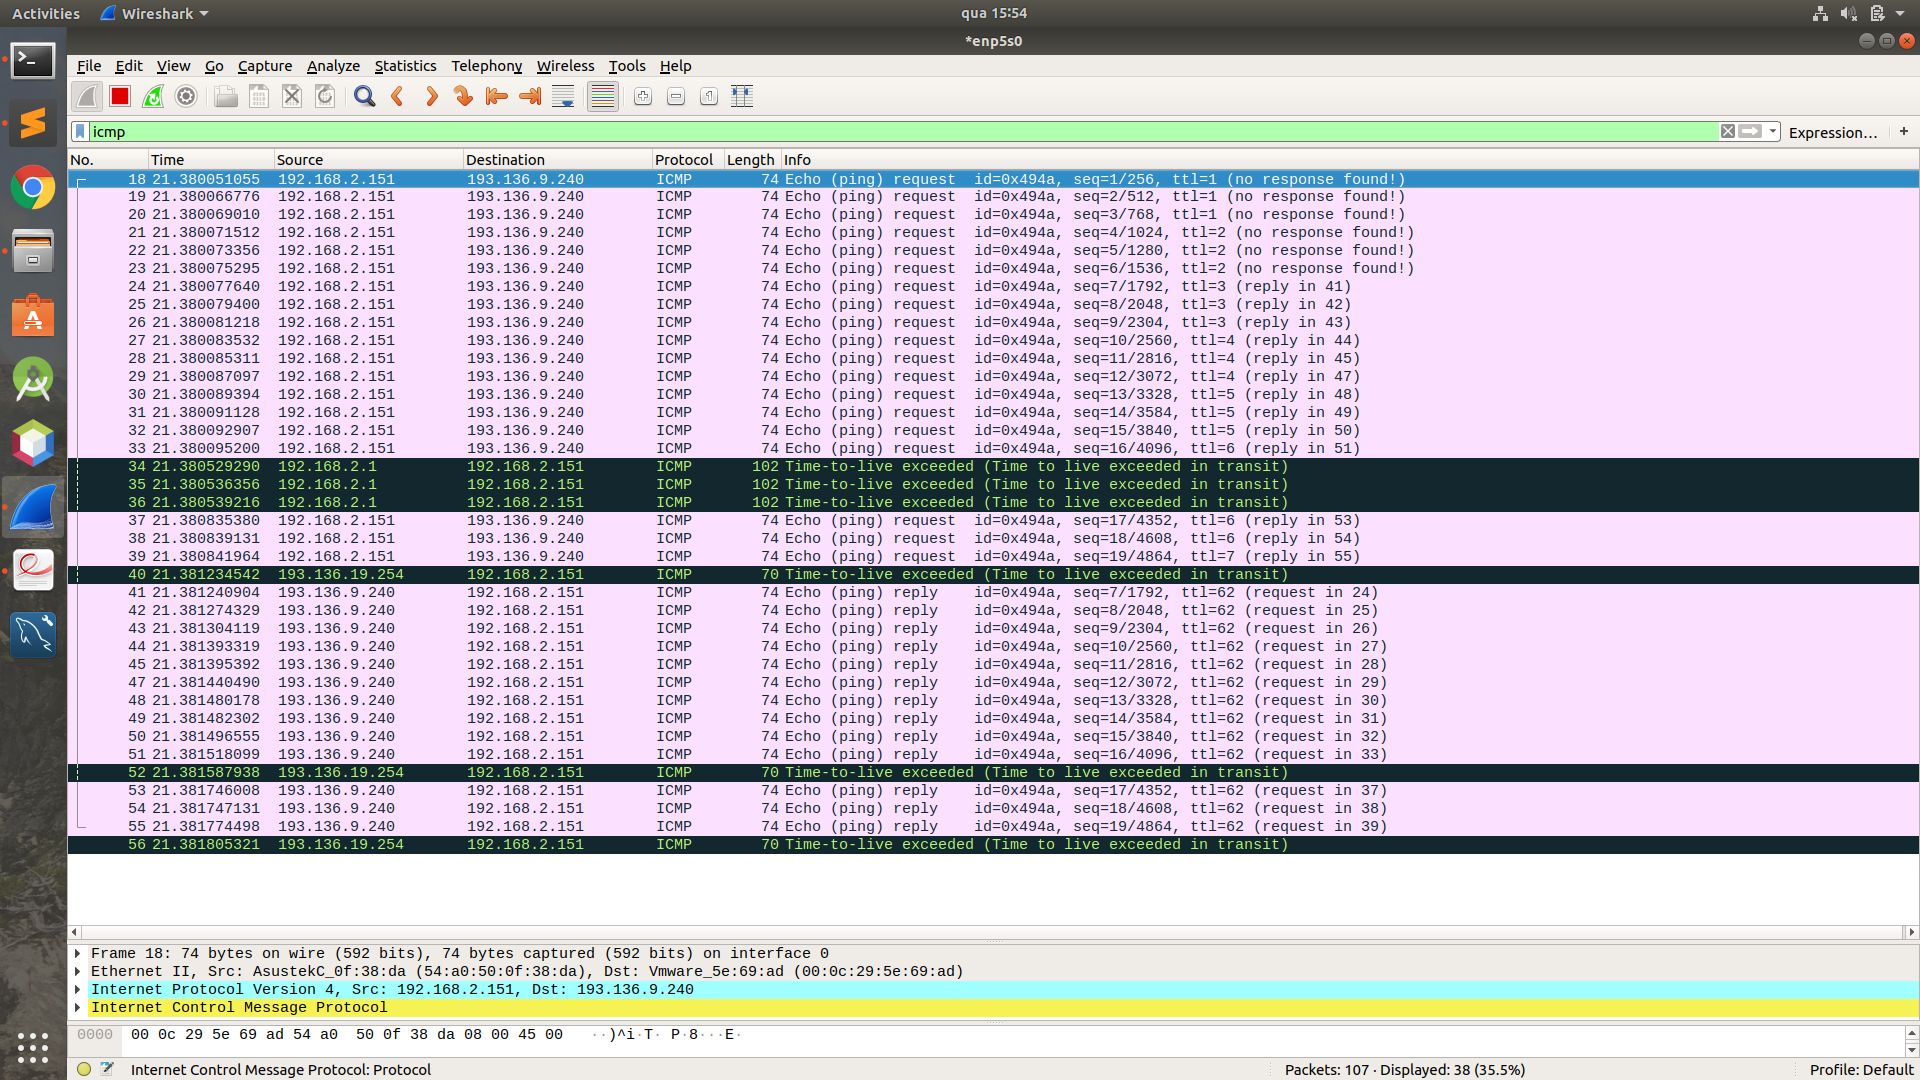 Activities Wireshark qua 15:54
*enp5s0
File Edit View Go Capture Analyze Statistics Telephony Wireless Tools Help
icmp Expression… +
No. Time Source Destination Protocol Length Info
18 21.380051055 192.168.2.151 193.136.9.240 ICMP 74 Echo (ping) request id=0x494a, seq=1/256, ttl=1 (no response found!)
19 21.380066776 192.168.2.151 193.136.9.240 ICMP 74 Echo (ping) request id=0x494a, seq=2/512, ttl=1 (no response found!)
20 21.380069010 192.168.2.151 193.136.9.240 ICMP 74 Echo (ping) request id=0x494a, seq=3/768, ttl=1 (no response found!)
21 21.380071512 192.168.2.151 193.136.9.240 ICMP 74 Echo (ping) request id=0x494a, seq=4/1024, ttl=2 (no response found!)
22 21.380073356 192.168.2.151 193.136.9.240 ICMP 74 Echo (ping) request id=0x494a, seq=5/1280, ttl=2 (no response found!)
23 21.380075295 192.168.2.151 193.136.9.240 ICMP 74 Echo (ping) request id=0x494a, seq=6/1536, ttl=2 (no response found!)
24 21.380077640 192.168.2.151 193.136.9.240 ICMP 74 Echo (ping) request id=0x494a, seq=7/1792, ttl=3 (reply in 41)
25 21.380079400 192.168.2.151 193.136.9.240 ICMP 74 Echo (ping) request id=0x494a, seq=8/2048, ttl=3 (reply in 42)
26 21.380081218 192.168.2.151 193.136.9.240 ICMP 74 Echo (ping) request id=0x494a, seq=9/2304, ttl=3 (reply in 43)
27 21.380083532 192.168.2.151 193.136.9.240 ICMP 74 Echo (ping) request id=0x494a, seq=10/2560, ttl=4 (reply in 44)
28 21.380085311 192.168.2.151 193.136.9.240 ICMP 74 Echo (ping) request id=0x494a, seq=11/2816, ttl=4 (reply in 45)
29 21.380087097 192.168.2.151 193.136.9.240 ICMP 74 Echo (ping) request id=0x494a, seq=12/3072, ttl=4 (reply in 47)
30 21.380089394 192.168.2.151 193.136.9.240 ICMP 74 Echo (ping) request id=0x494a, seq=13/3328, ttl=5 (reply in 48)
31 21.380091128 192.168.2.151 193.136.9.240 ICMP 74 Echo (ping) request id=0x494a, seq=14/3584, ttl=5 (reply in 49)
32 21.380092907 192.168.2.151 193.136.9.240 ICMP 74 Echo (ping) request id=0x494a, seq=15/3840, ttl=5 (reply in 50)
33 21.380095200 192.168.2.151 193.136.9.240 ICMP 74 Echo (ping) request id=0x494a, seq=16/4096, ttl=6 (reply in 51)
34 21.380529290 192.168.2.1 192.168.2.151 ICMP 102 Time-to-live exceeded (Time to live exceeded in transit)
35 21.380536356 192.168.2.1 192.168.2.151 ICMP 102 Time-to-live exceeded (Time to live exceeded in transit)
36 21.380539216 192.168.2.1 192.168.2.151 ICMP 102 Time-to-live exceeded (Time to live exceeded in transit)
37 21.380835380 192.168.2.151 193.136.9.240 ICMP 74 Echo (ping) request id=0x494a, seq=17/4352, ttl=6 (reply in 53)
38 21.380839131 192.168.2.151 193.136.9.240 ICMP 74 Echo (ping) request id=0x494a, seq=18/4608, ttl=6 (reply in 54)
39 21.380841964 192.168.2.151 193.136.9.240 ICMP 74 Echo (ping) request id=0x494a, seq=19/4864, ttl=7 (reply in 55)
40 21.381234542 193.136.19.254 192.168.2.151 ICMP 70 Time-to-live exceeded (Time to live exceeded in transit)
41 21.381240904 193.136.9.240 192.168.2.151 ICMP 74 Echo (ping) reply id=0x494a, seq=7/1792, ttl=62 (request in 24)
42 21.381274329 193.136.9.240 192.168.2.151 ICMP 74 Echo (ping) reply id=0x494a, seq=8/2048, ttl=62 (request in 25)
43 21.381304119 193.136.9.240 192.168.2.151 ICMP 74 Echo (ping) reply id=0x494a, seq=9/2304, ttl=62 (request in 26)
44 21.381393319 193.136.9.240 192.168.2.151 ICMP 74 Echo (ping) reply id=0x494a, seq=10/2560, ttl=62 (request in 27)
45 21.381395392 193.136.9.240 192.168.2.151 ICMP 74 Echo (ping) reply id=0x494a, seq=11/2816, ttl=62 (request in 28)
47 21.381440490 193.136.9.240 192.168.2.151 ICMP 74 Echo (ping) reply id=0x494a, seq=12/3072, ttl=62 (request in 29)
48 21.381480178 193.136.9.240 192.168.2.151 ICMP 74 Echo (ping) reply id=0x494a, seq=13/3328, ttl=62 (request in 30)
49 21.381482302 193.136.9.240 192.168.2.151 ICMP 74 Echo (ping) reply id=0x494a, seq=14/3584, ttl=62 (request in 31)
50 21.381496555 193.136.9.240 192.168.2.151 ICMP 74 Echo (ping) reply id=0x494a, seq=15/3840, ttl=62 (request in 32)
51 21.381518099 193.136.9.240 192.168.2.151 ICMP 74 Echo (ping) reply id=0x494a, seq=16/4096, ttl=62 (request in 33)
52 21.381587938 193.136.19.254 192.168.2.151 ICMP 70 Time-to-live exceeded (Time to live exceeded in transit)
53 21.381746008 193.136.9.240 192.168.2.151 ICMP 74 Echo (ping) reply id=0x494a, seq=17/4352, ttl=62 (request in 37)
54 21.381747131 193.136.9.240 192.168.2.151 ICMP 74 Echo (ping) reply id=0x494a, seq=18/4608, ttl=62 (request in 38)
55 21.381774498 193.136.9.240 192.168.2.151 ICMP 74 Echo (ping) reply id=0x494a, seq=19/4864, ttl=62 (request in 39)
56 21.381805321 193.136.19.254 192.168.2.151 ICMP 70 Time-to-live exceeded (Time to live exceeded in transit)
Frame 18: 74 bytes on wire (592 bits), 74 bytes captured (592 bits) on interface 0
Ethernet II, Src: AsustekC_0f:38:da (54:a0:50:0f:38:da), Dst: Vmware_5e:69:ad (00:0c:29:5e:69:ad)
Internet Protocol Version 4, Src: 192.168.2.151, Dst: 193.136.9.240
Internet Control Message Protocol
0000 00 0c 29 5e 69 ad 54 a0 50 0f 38 da 08 00 45 00 ··)^i·T· P·8···E·
Internet Control Message Protocol: Protocol Packets: 107 · Displayed: 38 (35.5%) Profile: Default